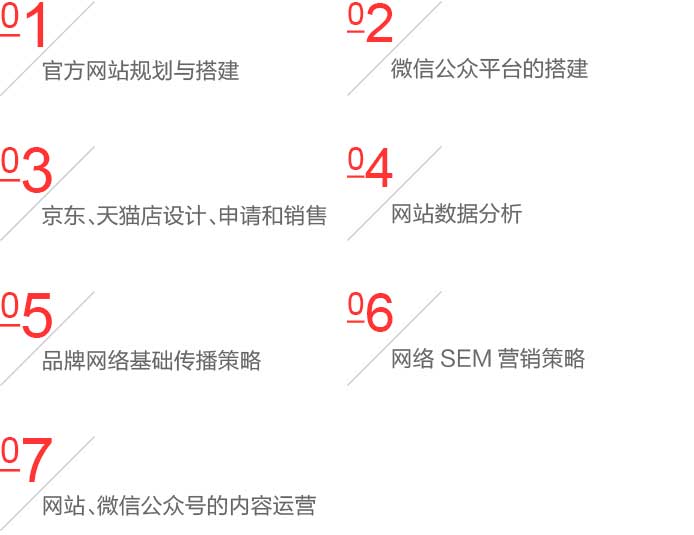 01
官方网站规划与搭建
02
微信公众平台的搭建
03
京东、天猫店设计、申请和销售
04
网站数据分析
05
品牌网络基础传播策略
06
网络 SEM 营销策略
07
网站、微信公众号的内容运营